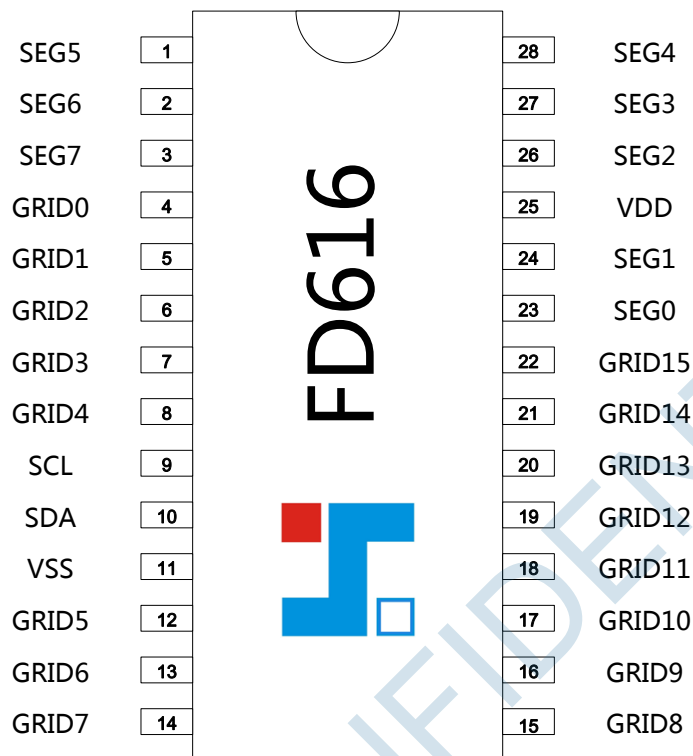 SEG5 1 28 SEG4
SEG6 2 27 SEG3
SEG7 3 26 SEG2
GRID0 4 25 VDD
GRID1 5 24 SEG1
GRID2 6 23 SEG0
GRID3 7 22 GRID15
GRID4 8 21 GRID14
SCL 9 20 GRID13
SDA 10 19 GRID12
VSS 11 18 GRID11
GRID5 12 17 GRID10
GRID6 13 16 GRID9
GRID7 14 15 GRID8
FD616